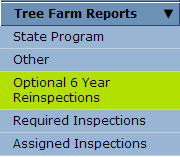 Tree Farm Reports ▼
State Program
Other
Optional 6 Year
Reinspections
Required Inspections
Assigned Inspections